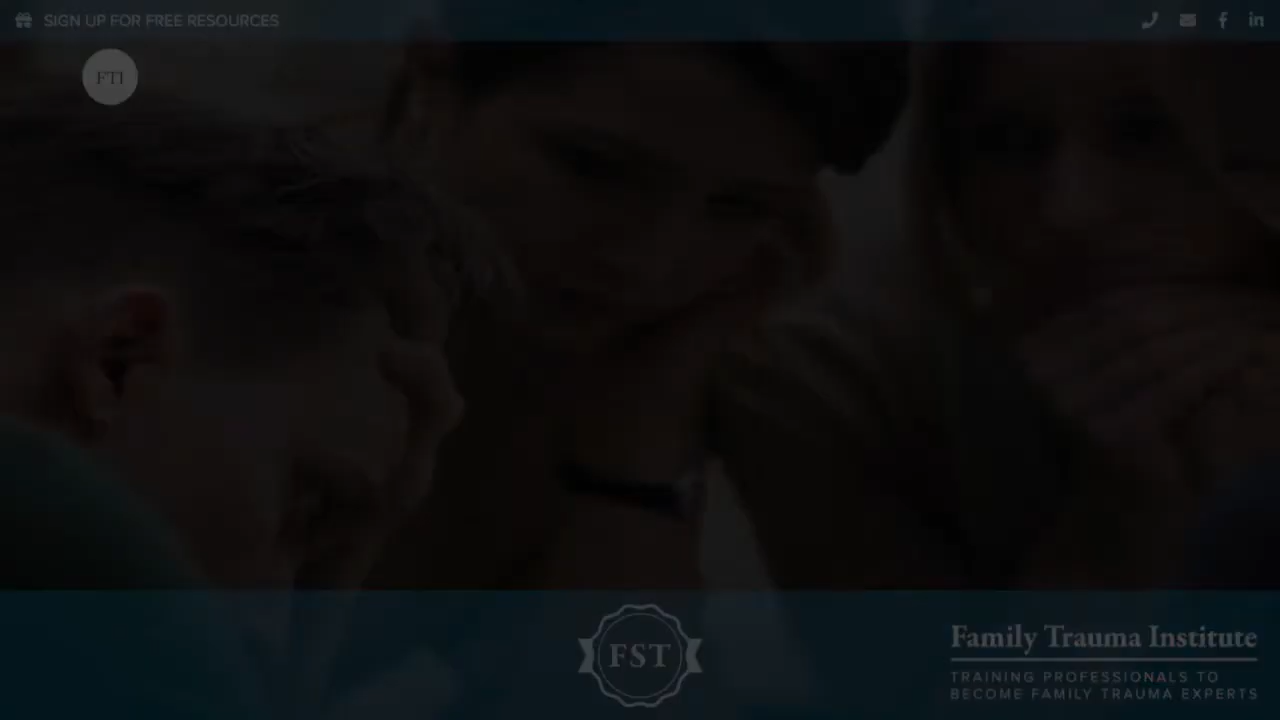 SIGN UP FOR FREE RESOURCES
FTI
FST
Family Trauma Institute
TRAINING PROFESSIONALS TO
BECOME FAMILY TRAUMA EXPERTS